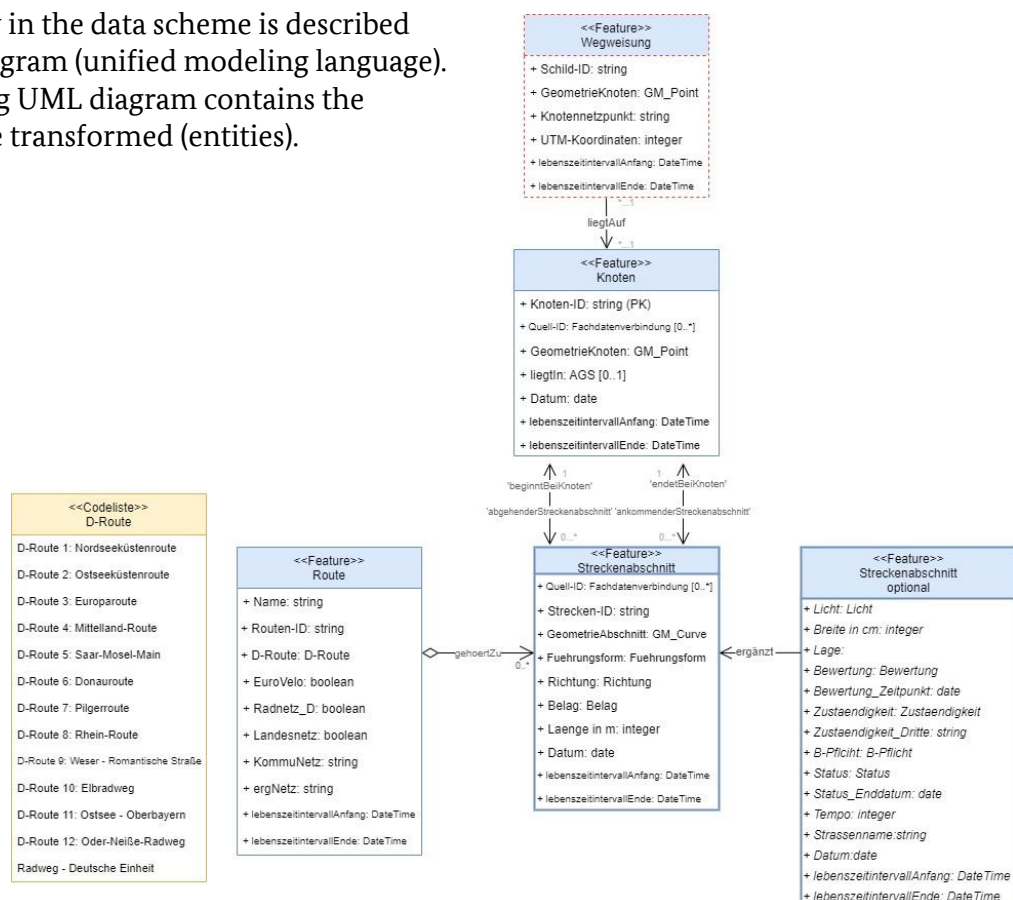 y in the data scheme is described
agram (unified modeling language).
g UML diagram contains the
e transformed (entities).
<<Feature>>
Wegweisung
+ Schild-ID: string
+ GeometrieKnoten: GM_Point
+ Knotennetzpunkt: string
+ UTM-Koordinaten: integer
+ lebenszeitintervallAnfang: DateTime
+ lebenszeitintervallEnde: DateTime
*...1
liegtAuf
*...1
<<Feature>>
Knoten
+ Knoten-ID: string (PK)
+ Quell-ID: Fachdatenverbindung [0..*]
+ GeometrieKnoten: GM_Point
+ liegtIn: AGS [0..1]
+ Datum: date
+ lebenszeitintervallAnfang: DateTime
+ lebenszeitintervallEnde: DateTime
1
'beginntBeiKnoten'
1
'endetBeiKnoten'
'abgehenderStreckenabschnitt'
'ankommenderStreckenabschnitt'
0...*
0...*
<<Codeliste>>
D-Route
D-Route 1: Nordseeküstenroute
D-Route 2: Ostseeküstenroute
D-Route 3: Europaroute
D-Route 4: Mittelland-Route
D-Route 5: Saar-Mosel-Main
D-Route 6: Donauroute
D-Route 7: Pilgerroute
D-Route 8: Rhein-Route
D-Route 9: Weser - Romantische Straße
D-Route 10: Elbradweg
D-Route 11: Ostsee - Oberbayern
D-Route 12: Oder-Neiße-Radweg
Radweg - Deutsche Einheit
<<Feature>>
Route
+ Name: string
+ Routen-ID: string
+ D-Route: D-Route
+ EuroVelo: boolean
+ Radnetz_D: boolean
+ Landesnetz: boolean
+ KommuNetz: string
+ ergNetz: string
+ lebenszeitintervallAnfang: DateTime
+ lebenszeitintervallEnde: DateTime
gehoertZu
0..*
<<Feature>>
Streckenabschnitt
+ Quell-ID: Fachdatenverbindung [0..*]
+ Strecken-ID: string
+ GeometrieAbschnitt: GM_Curve
+ Fuehrungsform: Fuehrungsform
+ Richtung: Richtung
+ Belag: Belag
+ Laenge in m: integer
+ Datum: date
+ lebenszeitintervallAnfang: DateTime
+ lebenszeitintervallEnde: DateTime
ergänzt
<<Feature>>
Streckenabschnitt
optional
+ Licht: Licht
+ Breite in cm: integer
+ Lage:
+ Bewertung: Bewertung
+ Bewertung_Zeitpunkt: date
+ Zustaendigkeit: Zustaendigkeit
+ Zustaendigkeit_Dritte: string
+ B-Pflciht: B-Pflicht
+ Status: Status
+ Status_Enddatum: date
+ Tempo: integer
+ Strassenname:string
+ Datum:date
+ lebenszeitintervallAnfang: DateTime
+ lebenszeitintervallEnde: DateTime